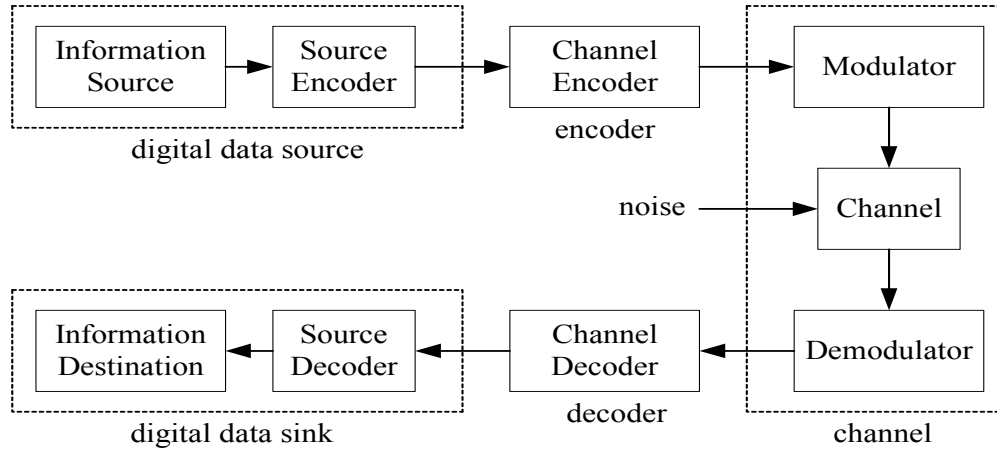 Information
Source
Source
Encoder
Channel
Encoder
Modulator
encoder
digital data source
noise
Channel
Information
Destination
Source
Decoder
Channel
Decoder
Demodulator
decoder
digital data sink
channel